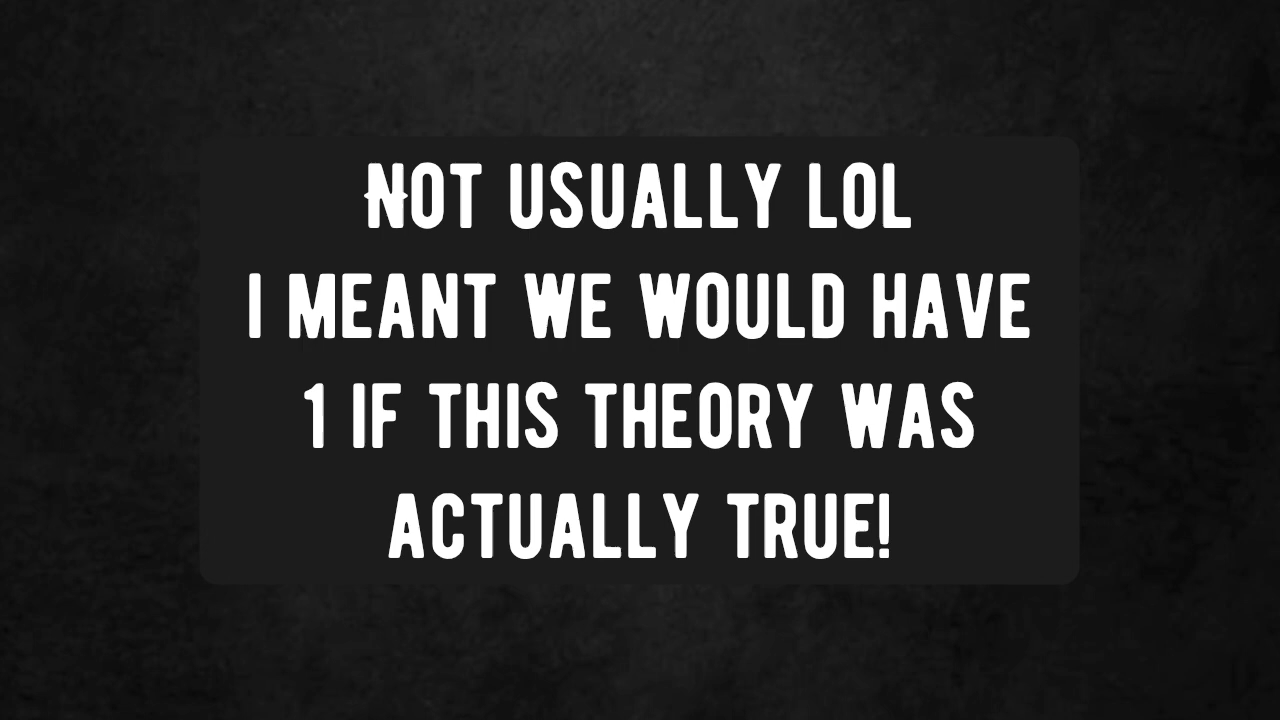 Not usually lol
I meant we would have
1 if this theory was
actually true!